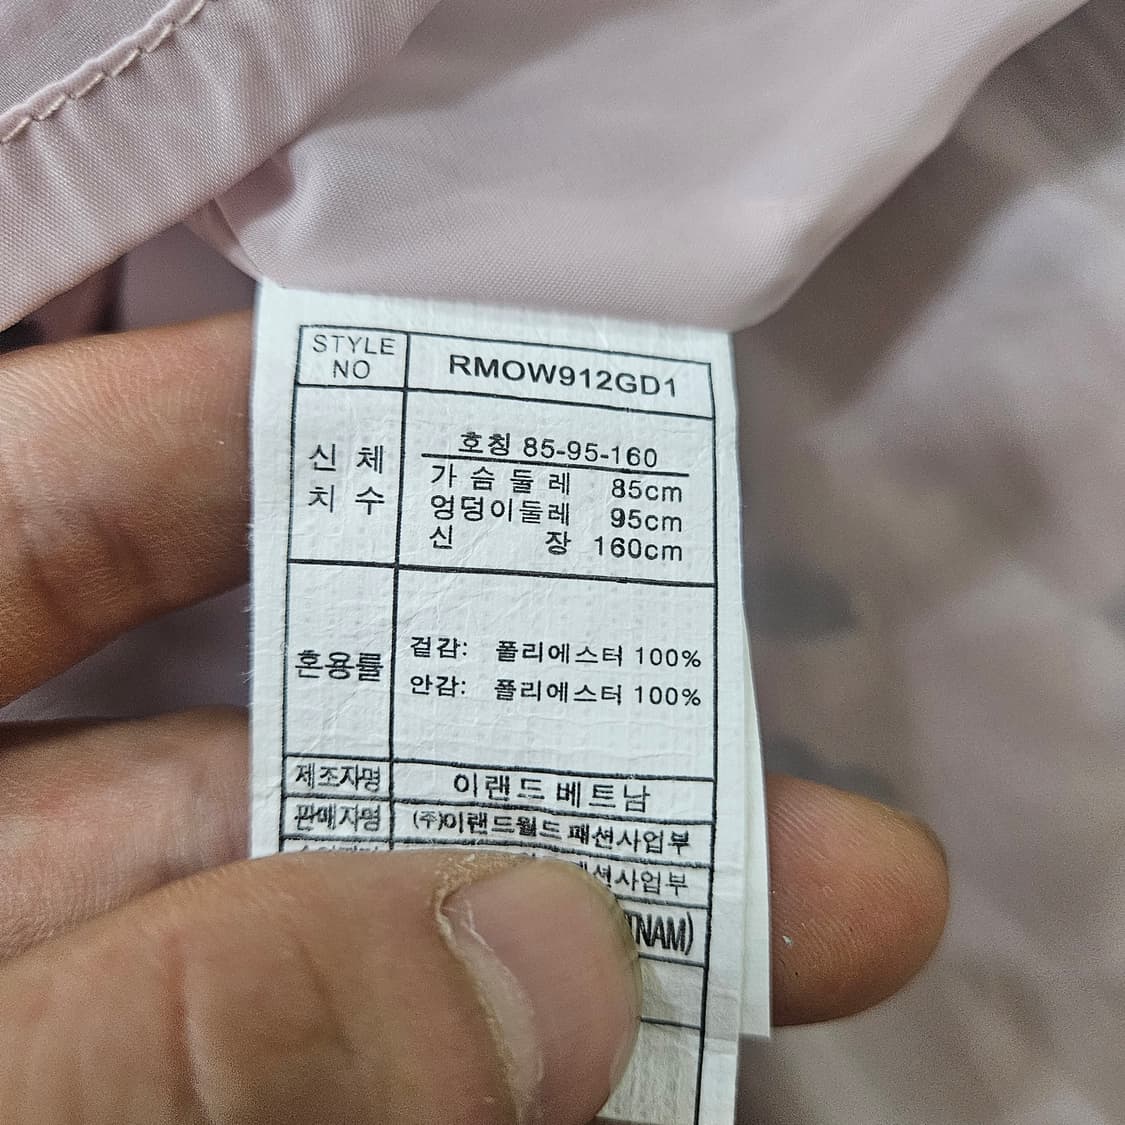 STYLE NO RMOW912GD1
신체 치수 호칭 85-95-160
가슴둘레 85cm
엉덩이둘레 95cm
신장 160cm
혼용률 겉감: 폴리에스터 100%
안감: 폴리에스터 100%
제조자명 이랜드 베트남
판매자명 (주)이랜드월드 패션사업부
패션사업부